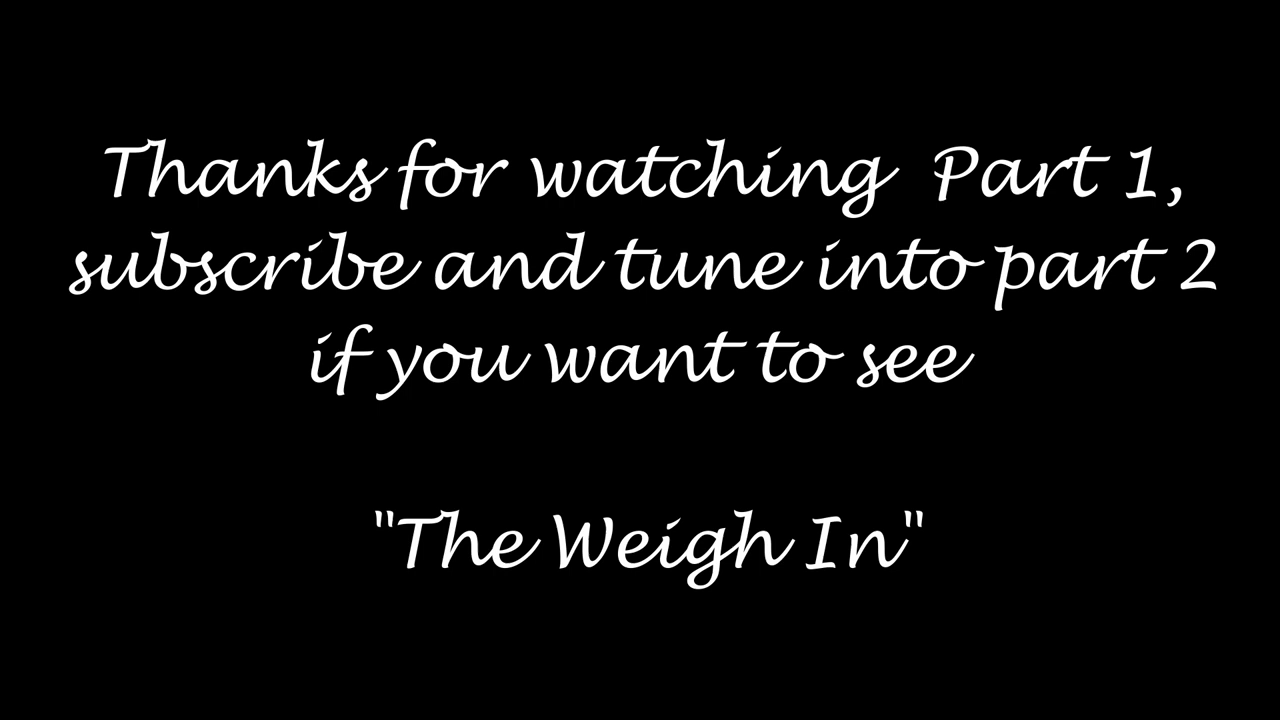 Thanks for watching  Part 1,
subscribe and tune into part 2
if you want to see
"The Weigh In"